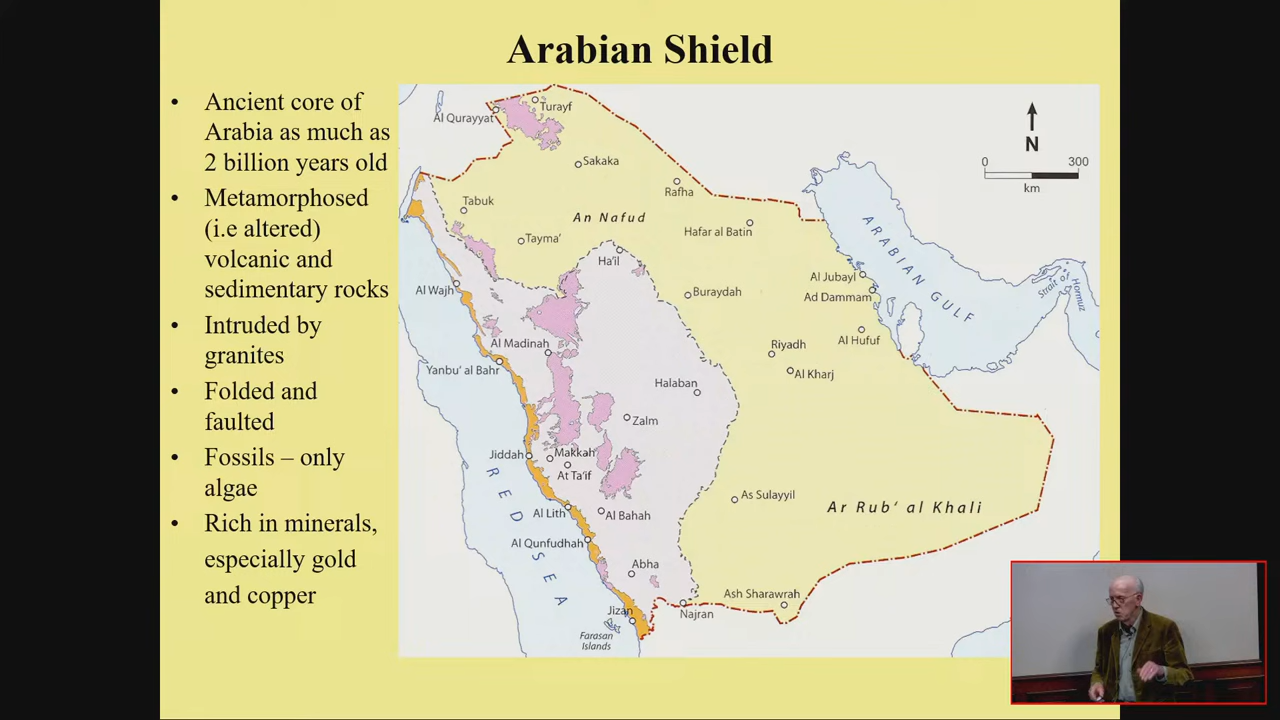 Arabian Shield
• Ancient core of
Arabia as much as
2 billion years old
• Metamorphosed
(i.e altered)
volcanic and
sedimentary rocks
• Intruded by
granites
• Folded and
faulted
• Fossils – only
algae
• Rich in minerals,
especially gold
and copper
Turayf
Al Qurayyat
Sakaka
Rafha
Tabuk
An Nafud
Hafar al Batin
Tayma'
Ha'il
Al Wajh
Buraydah
Al Jubayl
Ad Dammam
Al Madinah
Riyadh
Al Hufuf
Yanbu' al Bahr
Al Kharj
Halaban
Zalm
Jiddah
Makkah
At Ta'if
As Sulayyil
Ar Rub' al Khali
Al Lith
Al Bahah
Al Qunfudhah
Abha
Ash Sharawrah
Jizan
Najran
Farasan
Islands
RED SEA
ARABIAN GULF
Strait of
Hormuz
N
0 300
km